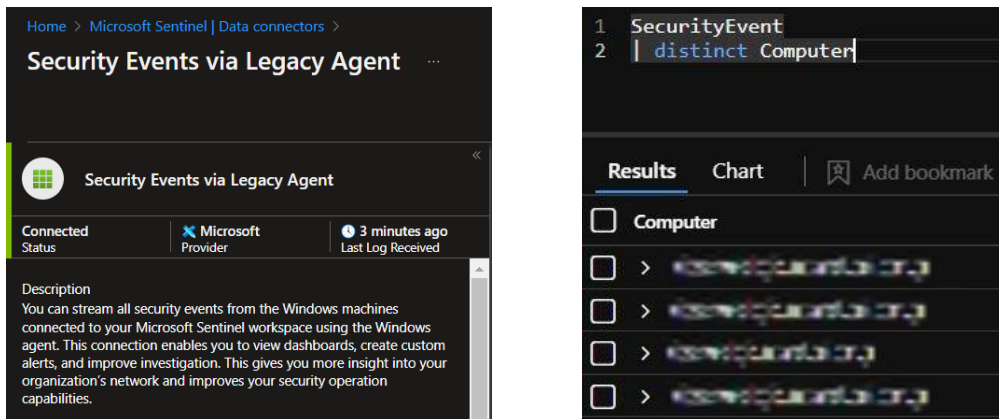 Home > Microsoft Sentinel | Data connectors >
Security Events via Legacy Agent ...
«
Security Events via Legacy Agent
Connected
Status
Microsoft
Provider
3 minutes ago
Last Log Received
Description
You can stream all security events from the Windows machines
connected to your Microsoft Sentinel workspace using the Windows
agent. This connection enables you to view dashboards, create custom
alerts, and improve investigation. This gives you more insight into your
organization's network and improves your security operation
capabilities.
1 SecurityEvent
2 | distinct Computer
Results Chart Add bookmark
Computer